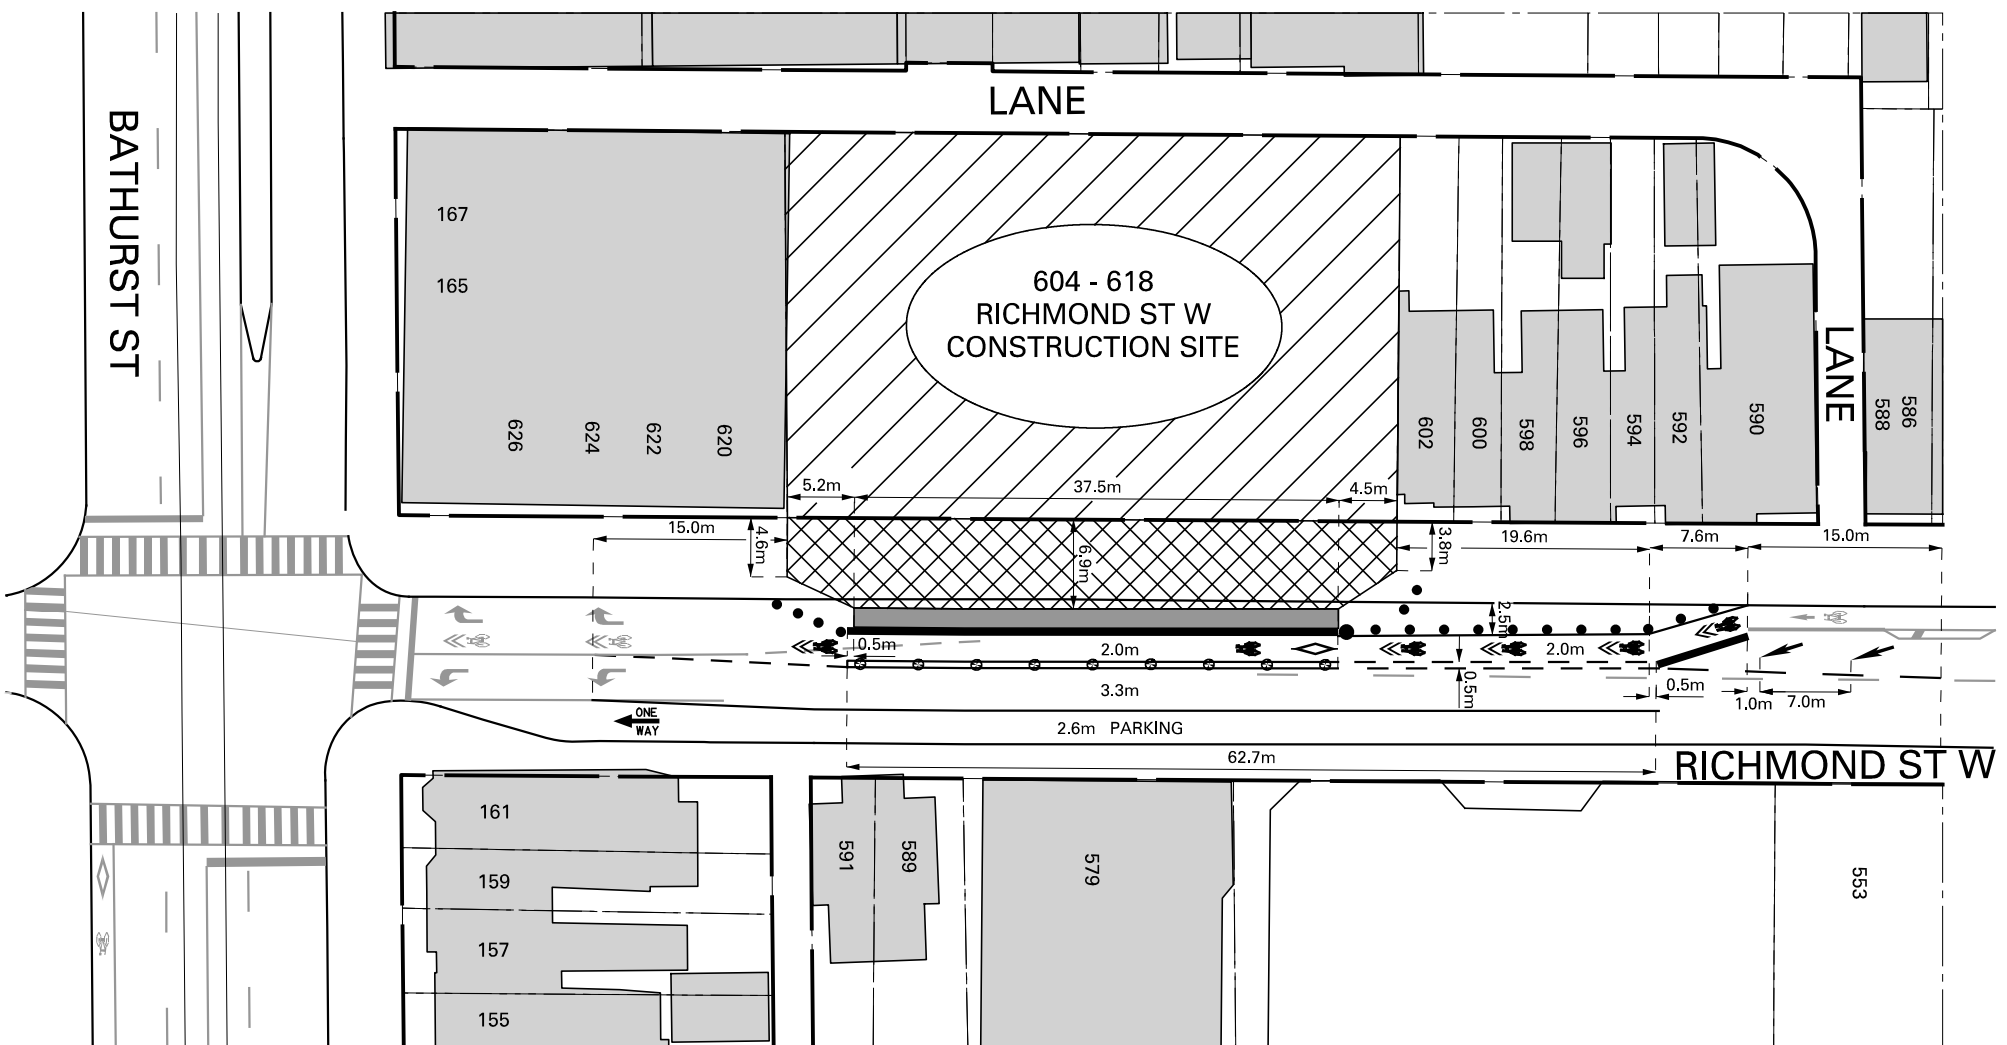 LANE
BATHURST ST
167
165
604 - 618
RICHMOND ST W
CONSTRUCTION SITE
LANE
626
624
622
620
602
600
598
596
594
592
590
588
586
5.2m
37.5m
4.5m
15.0m
4.6m
6.9m
3.8m
19.6m
7.6m
15.0m
2.5m
0.5m
2.0m
2.0m
0.5m
0.5m
1.0m
7.0m
3.3m
ONE
WAY
2.6m PARKING
62.7m
RICHMOND ST W
161
159
157
155
591
589
579
553